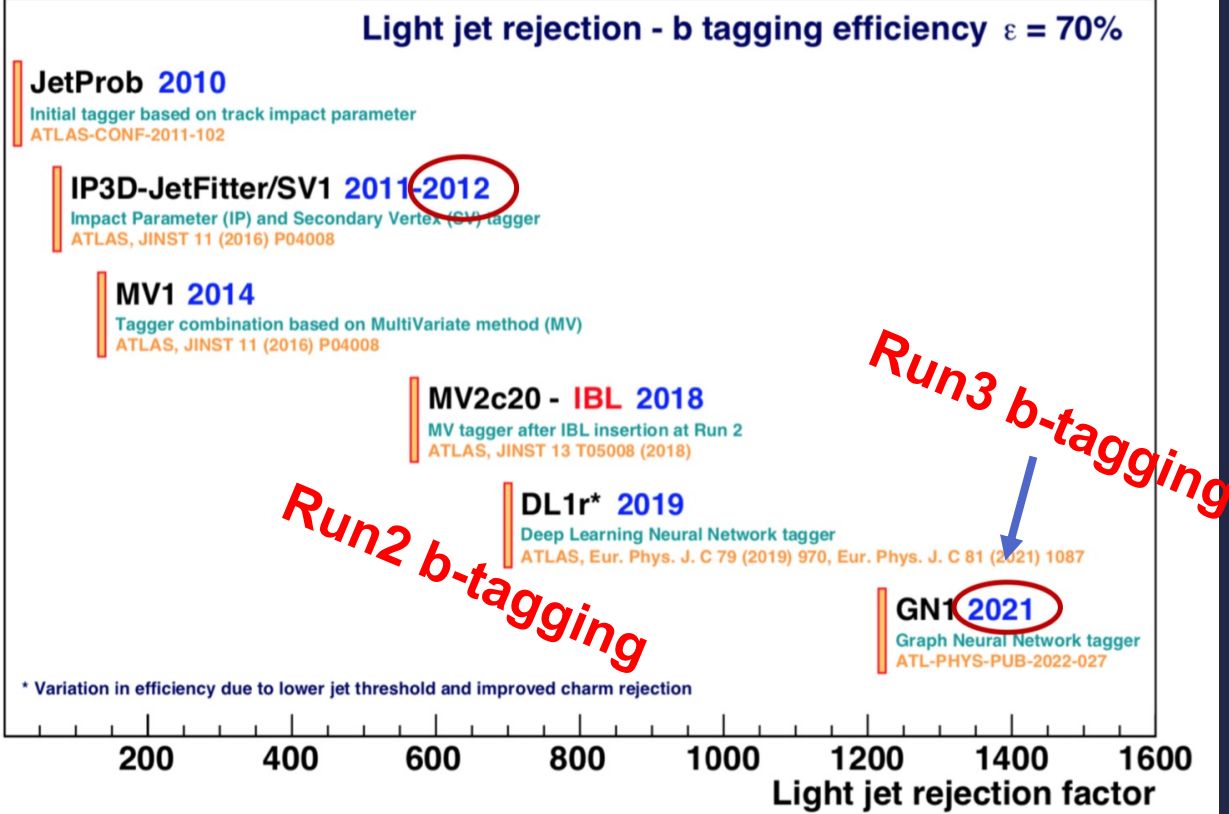 Light jet rejection - b tagging efficiency ε = 70%
JetProb 2010
Initial tagger based on track impact parameter
ATLAS-CONF-2011-102
IP3D-JetFitter/SV1 2011-2012
Impact Parameter (IP) and Secondary Vertex (SV) tagger
ATLAS, JINST 11 (2016) P04008
MV1 2014
Tagger combination based on MultiVariate method (MV)
ATLAS, JINST 11 (2016) P04008
MV2c20 - IBL 2018
MV tagger after IBL insertion at Run 2
ATLAS, JINST 13 T05008 (2018)
Run3 b-tagging
DL1r* 2019
Deep Learning Neural Network tagger
ATLAS, Eur. Phys. J. C 79 (2019) 970, Eur. Phys. J. C 81 (2021) 1087
Run2 b-tagging
GN1 2021
Graph Neural Network tagger
ATL-PHYS-PUB-2022-027
* Variation in efficiency due to lower jet threshold and improved charm rejection
200 400 600 800 1000 1200 1400 1600
Light jet rejection factor